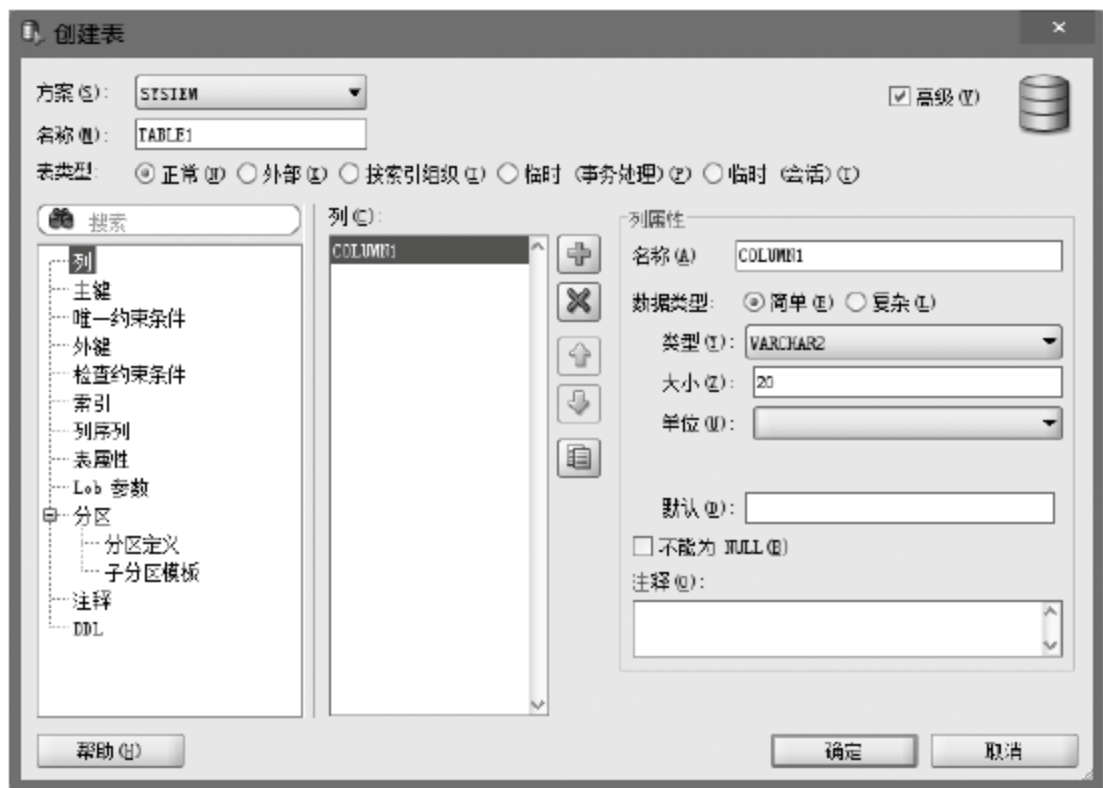 创建表
方案(S): SYSTEM
高级(V)
名称(M): TABLE1
表类型: 正常(N) 外部(X) 按索引组织(I) 临时 (事务处理)(P) 临时 (会话)(T)
搜索
列
主键
唯一约束条件
外键
检查约束条件
索引
列序列
表属性
Lob 参数
分区
分区定义
子分区模板
注释
DDL
列(C):
COLUMN1
列属性
名称(A) COLUMN1
数据类型: 简单(E) 复杂(L)
类型(Y): VARCHAR2
大小(Z): 20
单位(U):
默认(D):
不能为 NULL(B)
注释(O):
帮助(H)
确定
取消